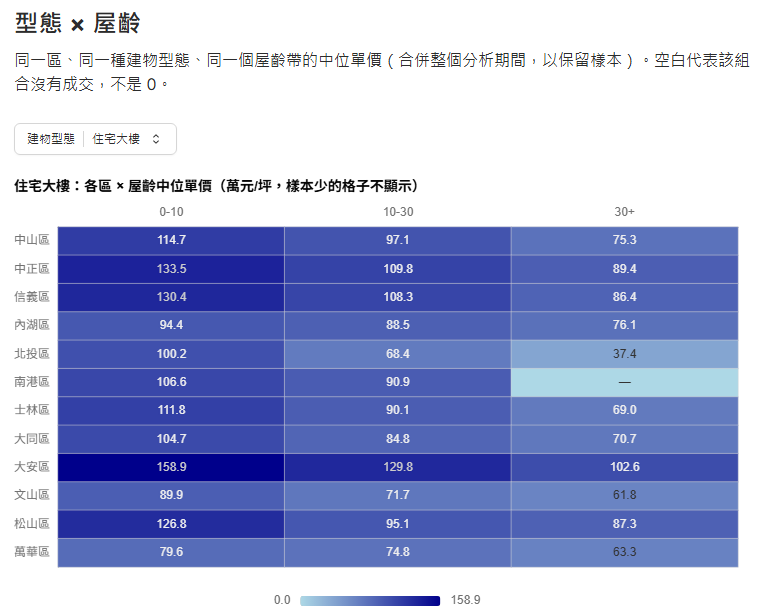 型態 × 屋齡
同一區、同一種建物型態、同一個屋齡帶的中位單價（合併整個分析期間，以保留樣本）。空白代表該組
合沒有成交，不是 0。
建物型態 住宅大樓
住宅大樓：各區 × 屋齡中位單價（萬元/坪，樣本少的格子不顯示）
0-10 10-30 30+
中山區 114.7 97.1 75.3
中正區 133.5 109.8 89.4
信義區 130.4 108.3 86.4
內湖區 94.4 88.5 76.1
北投區 100.2 68.4 37.4
南港區 106.6 90.9 —
士林區 111.8 90.1 69.0
大同區 104.7 84.8 70.7
大安區 158.9 129.8 102.6
文山區 89.9 71.7 61.8
松山區 126.8 95.1 87.3
萬華區 79.6 74.8 63.3
0.0 158.9